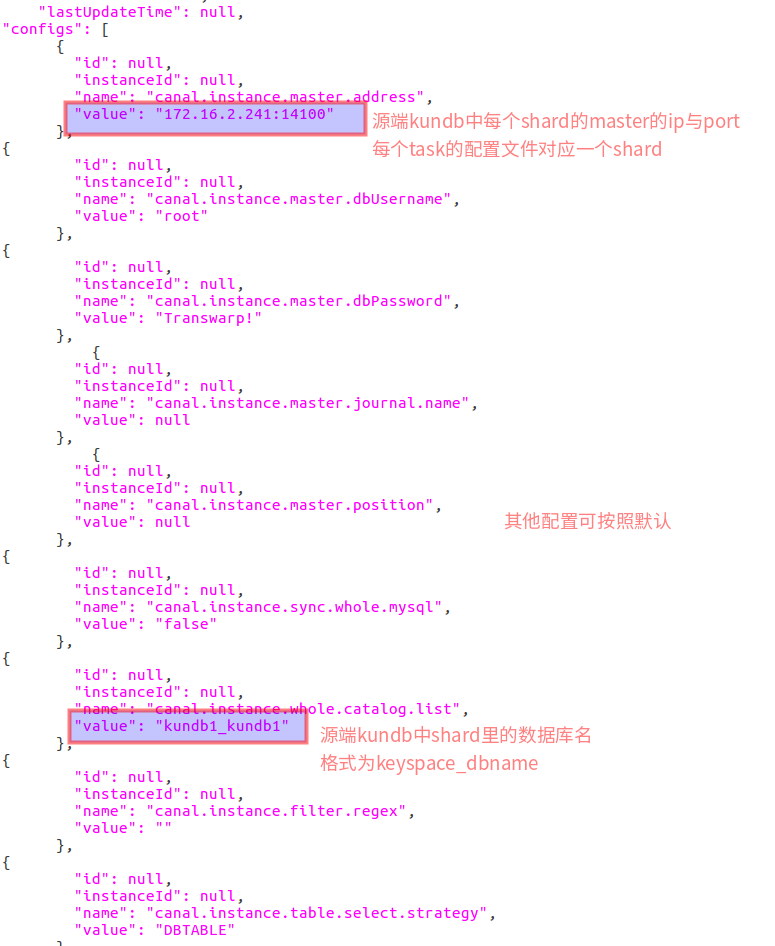 "lastUpdateTime": null,
"configs": [
{
"id": null,
"instanceId": null,
"name": "canal.instance.master.address",
"value": "172.16.2.241:14100"
源端kundb中每个shard的master的ip与port
},
每个task的配置文件对应一个shard
{
"id": null,
"instanceId": null,
"name": "canal.instance.master.dbUsername",
"value": "root"
},
{
"id": null,
"instanceId": null,
"name": "canal.instance.master.dbPassword",
"value": "Transwarp!"
},
{
"id": null,
"instanceId": null,
"name": "canal.instance.master.journal.name",
"value": null
},
{
"id": null,
"instanceId": null,
"name": "canal.instance.master.position",
"value": null
其他配置可按照默认
},
{
"id": null,
"instanceId": null,
"name": "canal.instance.sync.whole.mysql",
"value": "false"
},
{
"id": null,
"instanceId": null,
"name": "canal.instance.whole.catalog.list",
"value": "kundb1_kundb1"
源端kundb中shard里的数据库名
},
格式为keyspace_dbname
{
"id": null,
"instanceId": null,
"name": "canal.instance.filter.regex",
"value": ""
},
{
"id": null,
"instanceId": null,
"name": "canal.instance.table.select.strategy",
"value": "DBTABLE"